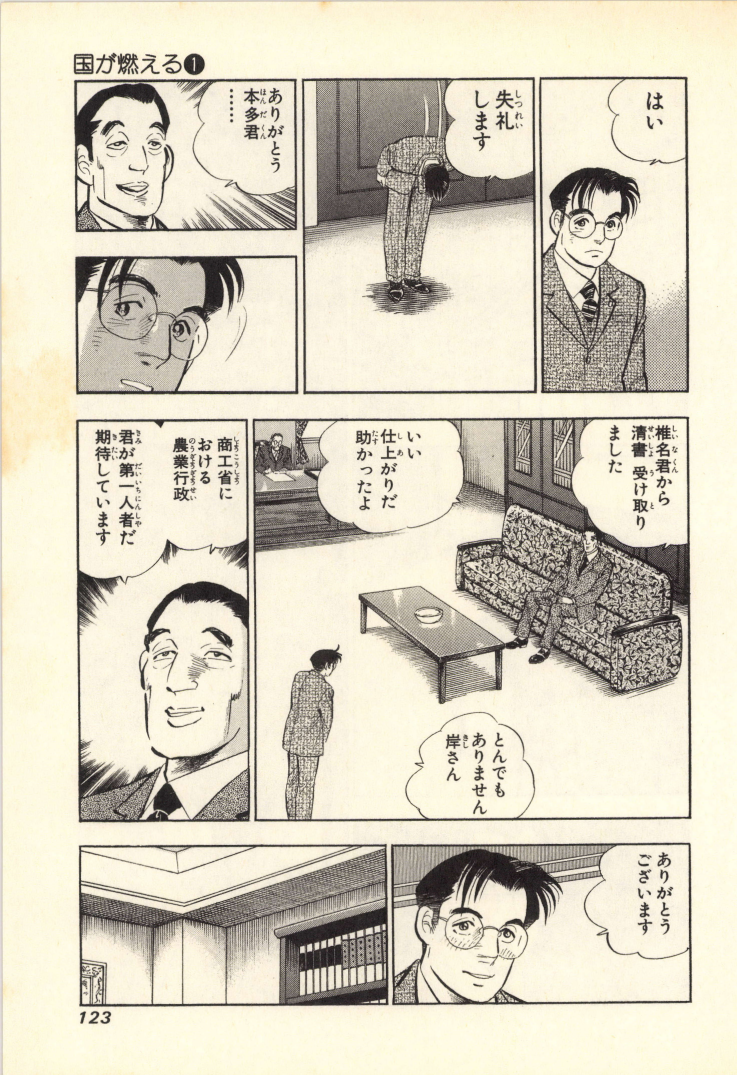 国が燃える❶
はい
失礼
します
ありがとう
本多君
……
椎名君から
清書 受け取り
ました
いい
仕上がりだ
助かったよ
とんでも
ありません
岸さん
商工省に
おける
農業行政
君が第一人者だ
期待しています
ありがとう
ございます
123